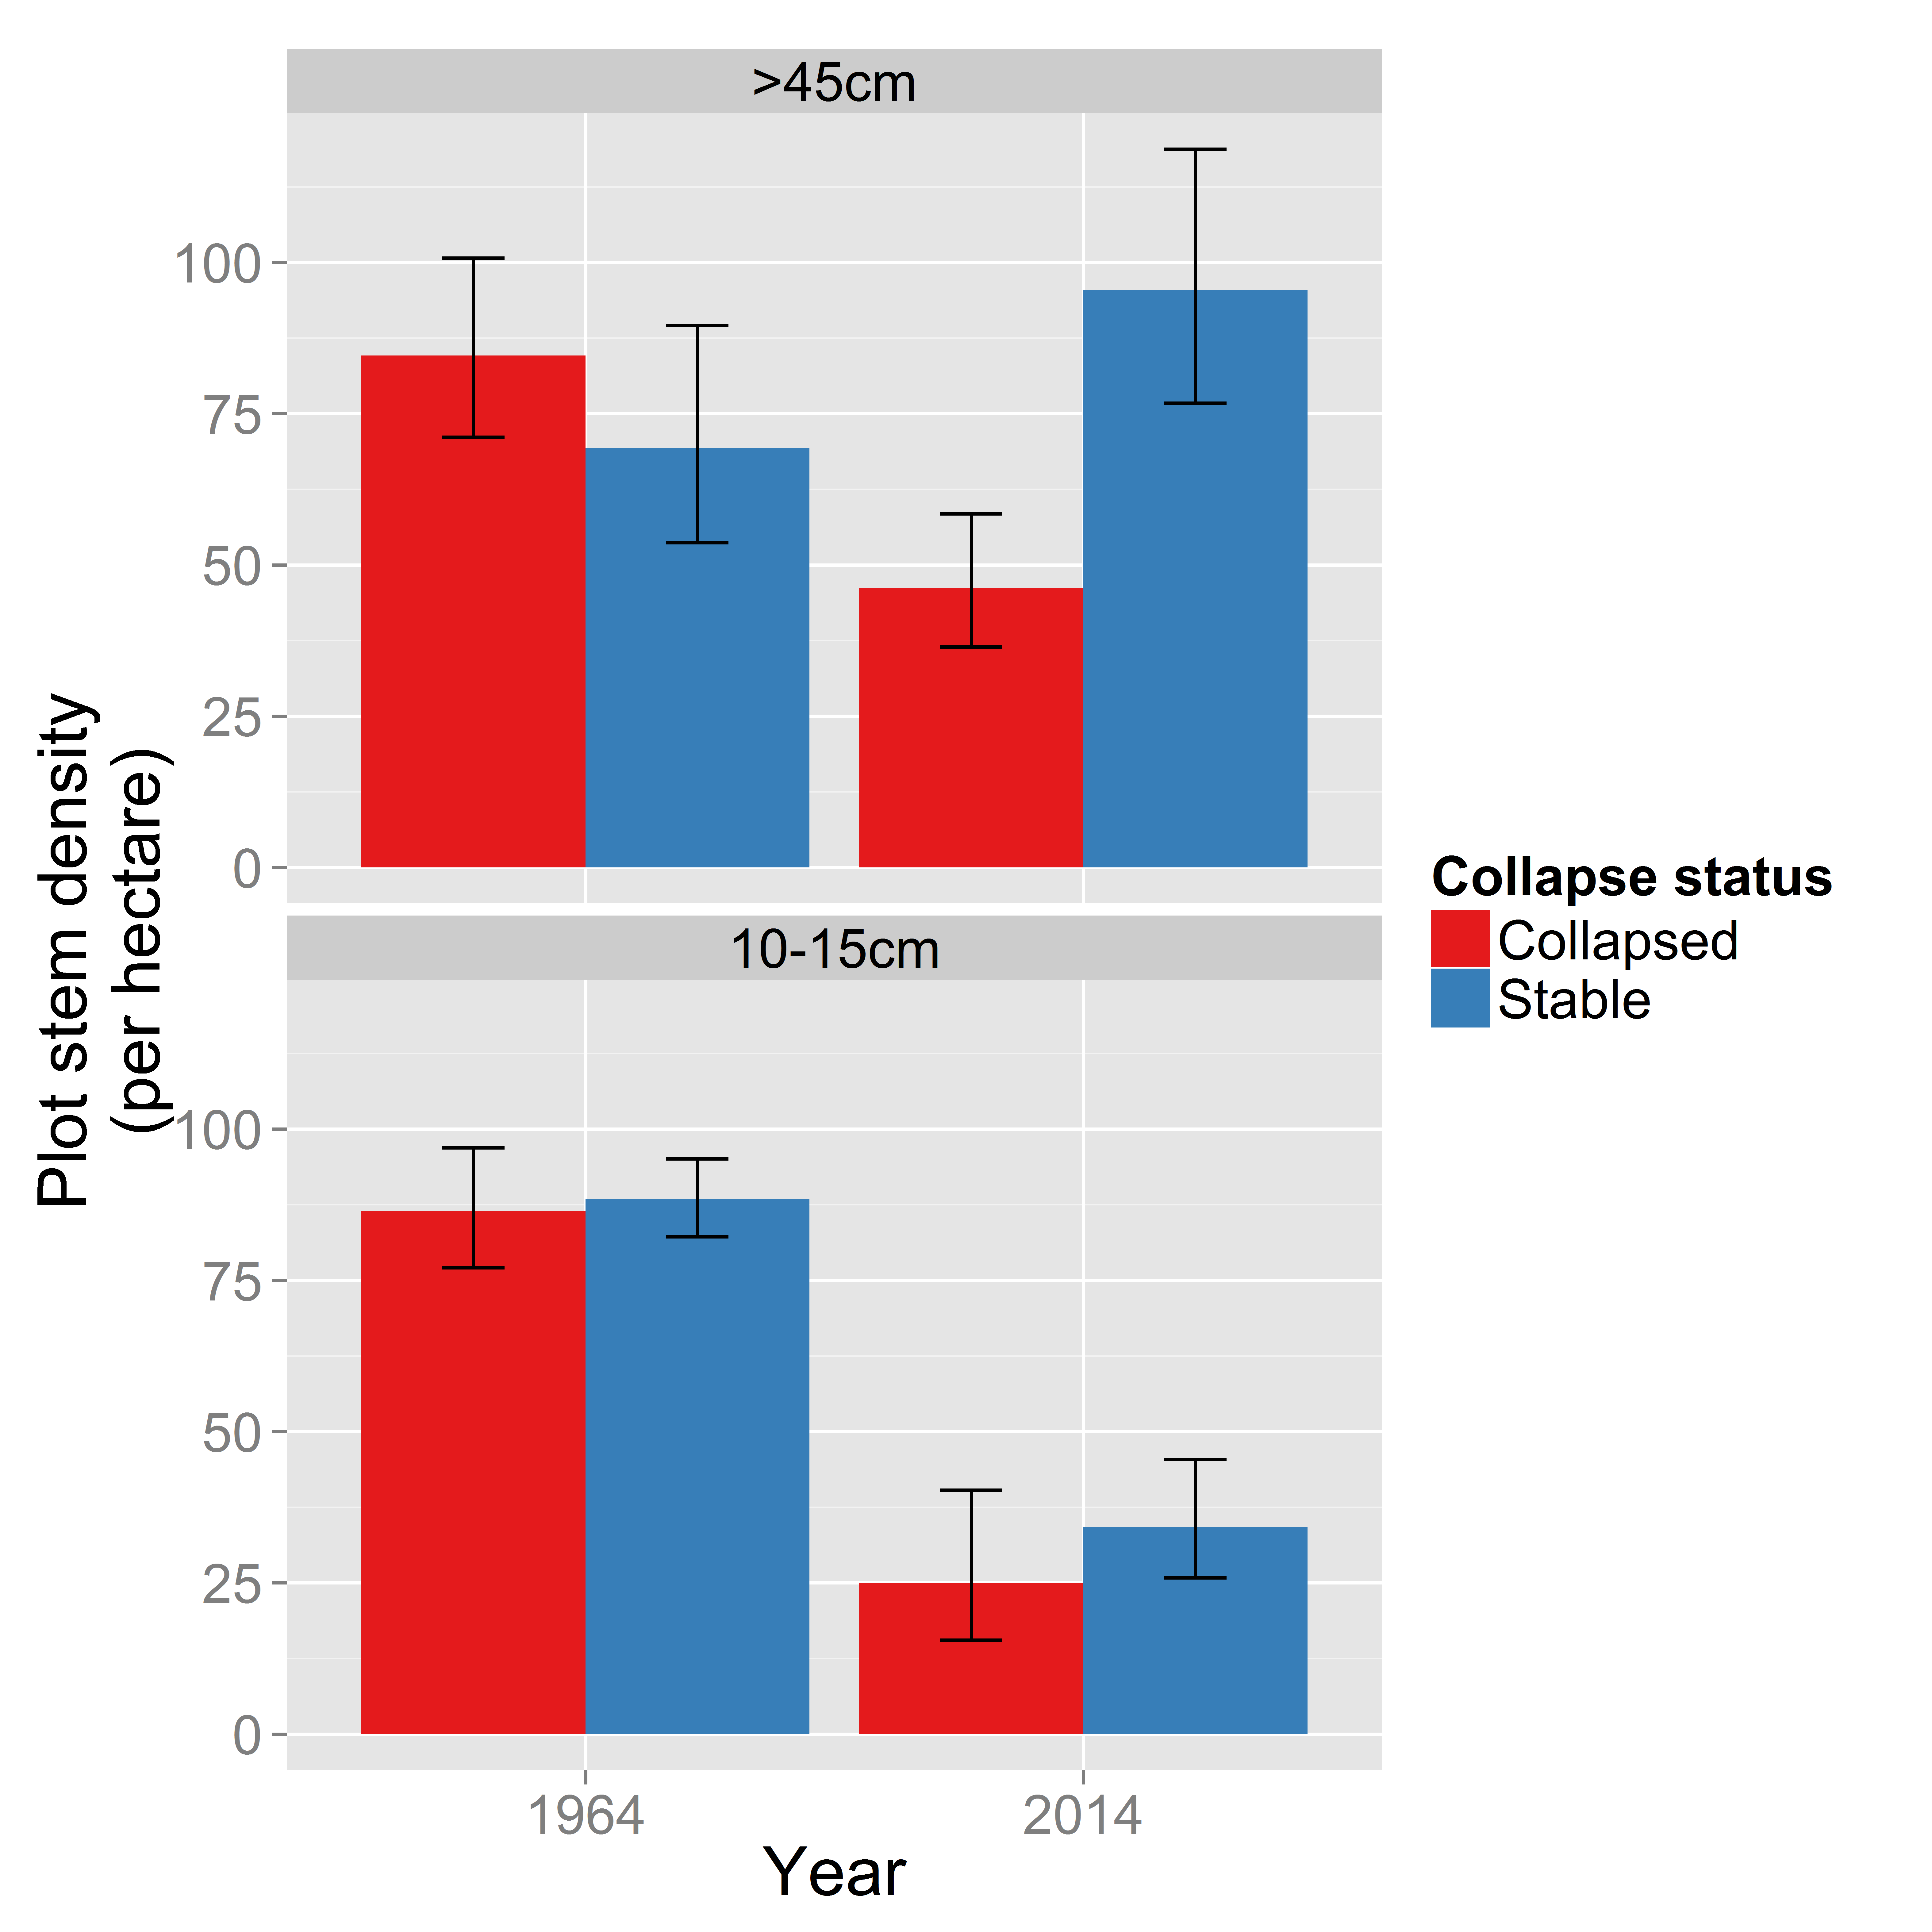 >45cm
100
75
50
25
0
10-15cm
100
75
50
25
0
1964
2014
Year
Plot stem density
(per hectare)
Collapse status
Collapsed
Stable